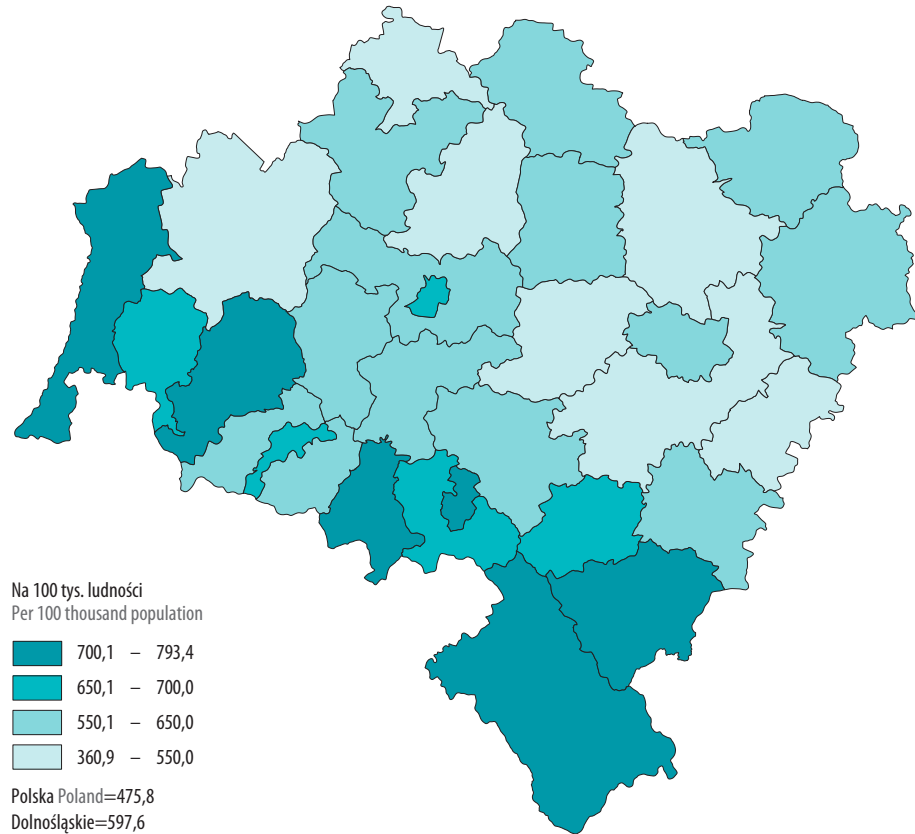 Na 100 tys. ludności
Per 100 thousand population
700,1 – 793,4
650,1 – 700,0
550,1 – 650,0
360,9 – 550,0
Polska Poland=475,8
Dolnośląskie=597,6